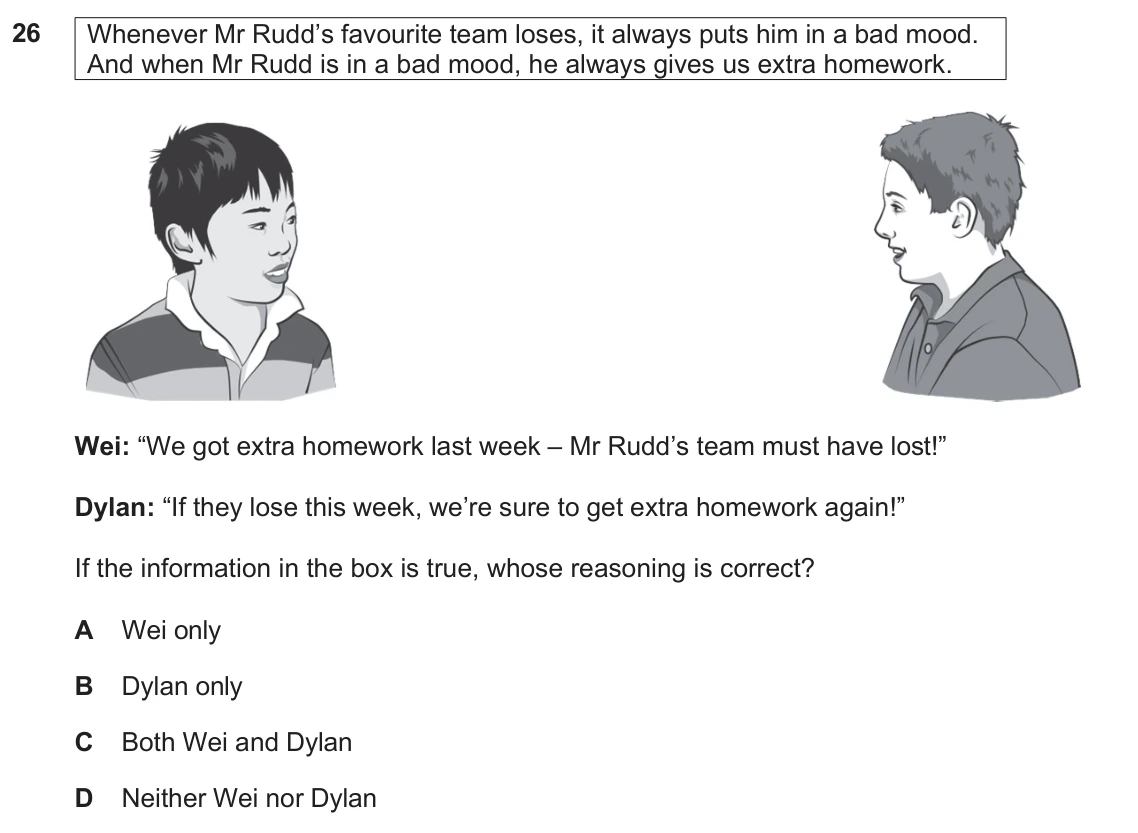 26 Whenever Mr Rudd’s favourite team loses, it always puts him in a bad mood.
And when Mr Rudd is in a bad mood, he always gives us extra homework.
Wei: “We got extra homework last week – Mr Rudd’s team must have lost!”
Dylan: “If they lose this week, we’re sure to get extra homework again!”
If the information in the box is true, whose reasoning is correct?
A Wei only
B Dylan only
C Both Wei and Dylan
D Neither Wei nor Dylan